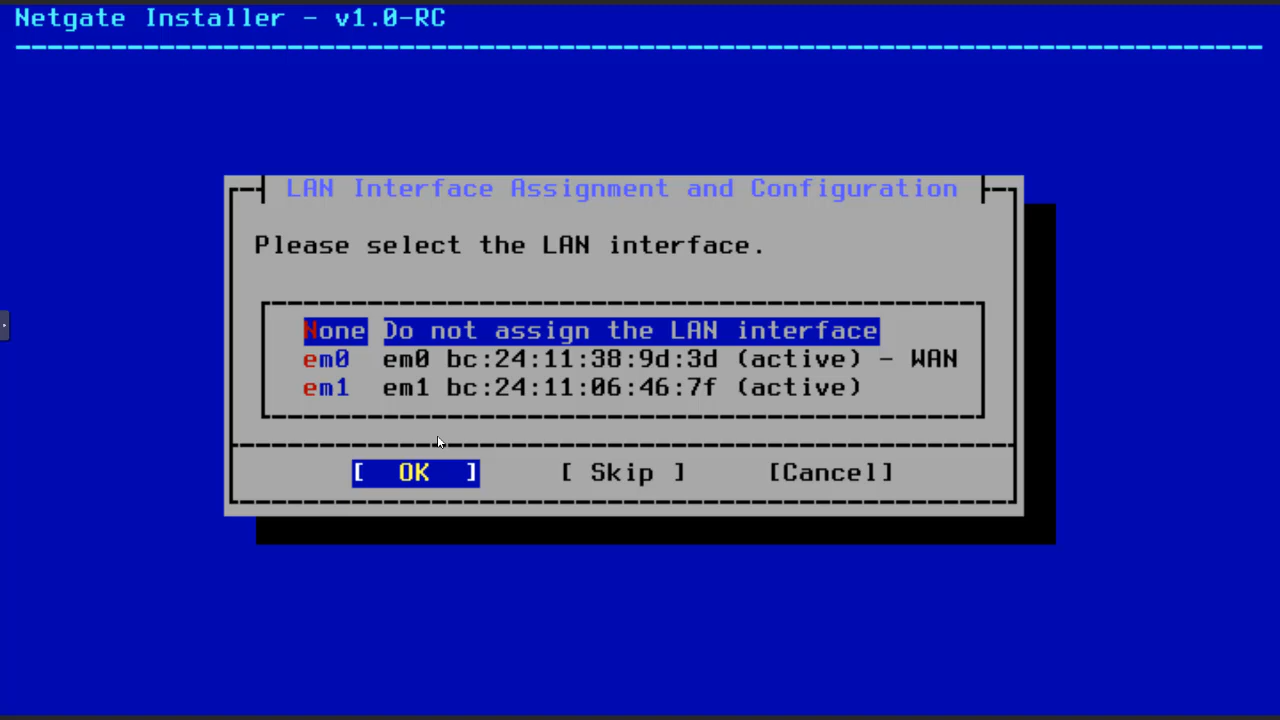 Netgate Installer - v1.0-RC
LAN Interface Assignment and Configuration
Please select the LAN interface.
None Do not assign the LAN interface
em0 em0 bc:24:11:38:9d:3d (active) - WAN
em1 em1 bc:24:11:06:46:7f (active)
[ OK ] [ Skip ] [Cancel]